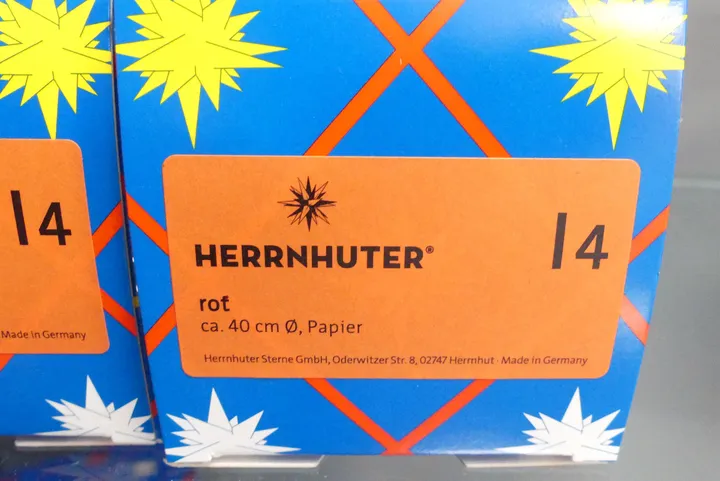 I4
Made in Germany
HERRNHUTER®
I4
rot
ca. 40 cm Ø, Papier
Herrnhuter Sterne GmbH, Oderwitzer Str. 8, 02747 Herrnhut · Made in Germany